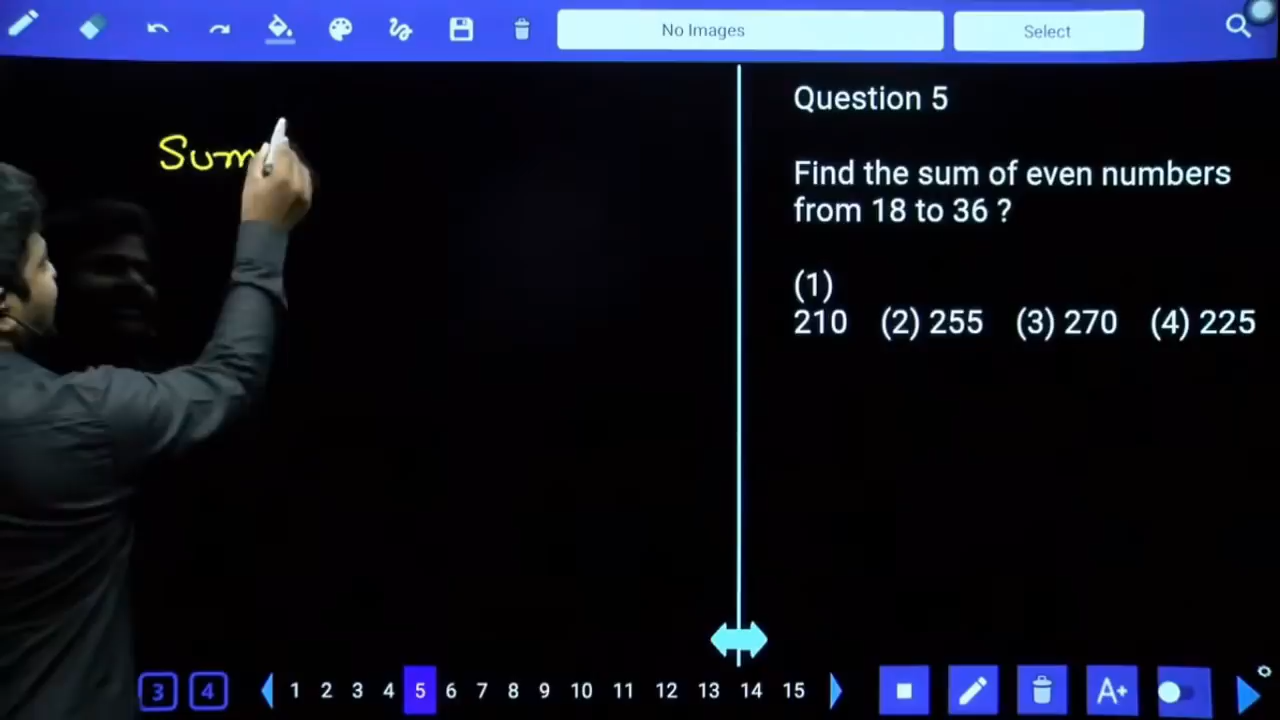 No Images
Select
Sum
Question 5
Find the sum of even numbers
from 18 to 36 ?
(1)
210 (2) 255 (3) 270 (4) 225
3 4 1 2 3 4 5 6 7 8 9 10 11 12 13 14 15 A+